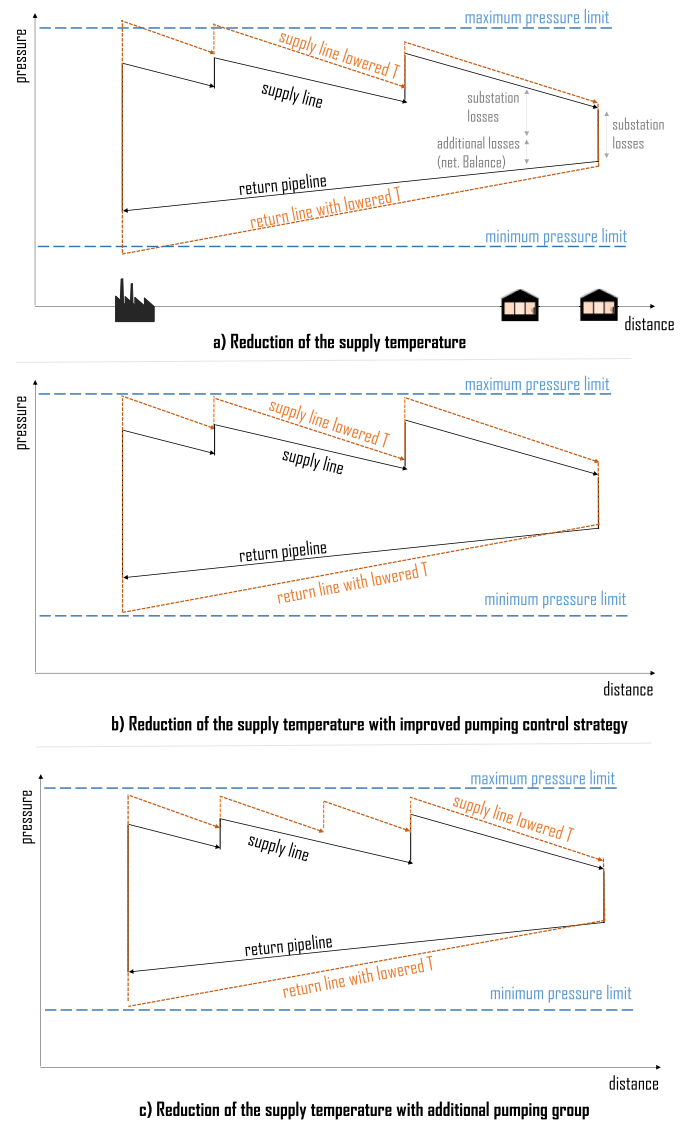 maximum pressure limit
pressure
supply line lowered T
supply line
substation
losses
substation
losses
additional losses
(net. Balance)
return pipeline
return line with lowered T
minimum pressure limit
distance
a) Reduction of the supply temperature
maximum pressure limit
pressure
supply line lowered T
supply line
return pipeline
return line with lowered T
minimum pressure limit
distance
b) Reduction of the supply temperature with improved pumping control strategy
maximum pressure limit
pressure
supply line lowered T
supply line
return pipeline
return line with lowered T
minimum pressure limit
distance
c) Reduction of the supply temperature with additional pumping group